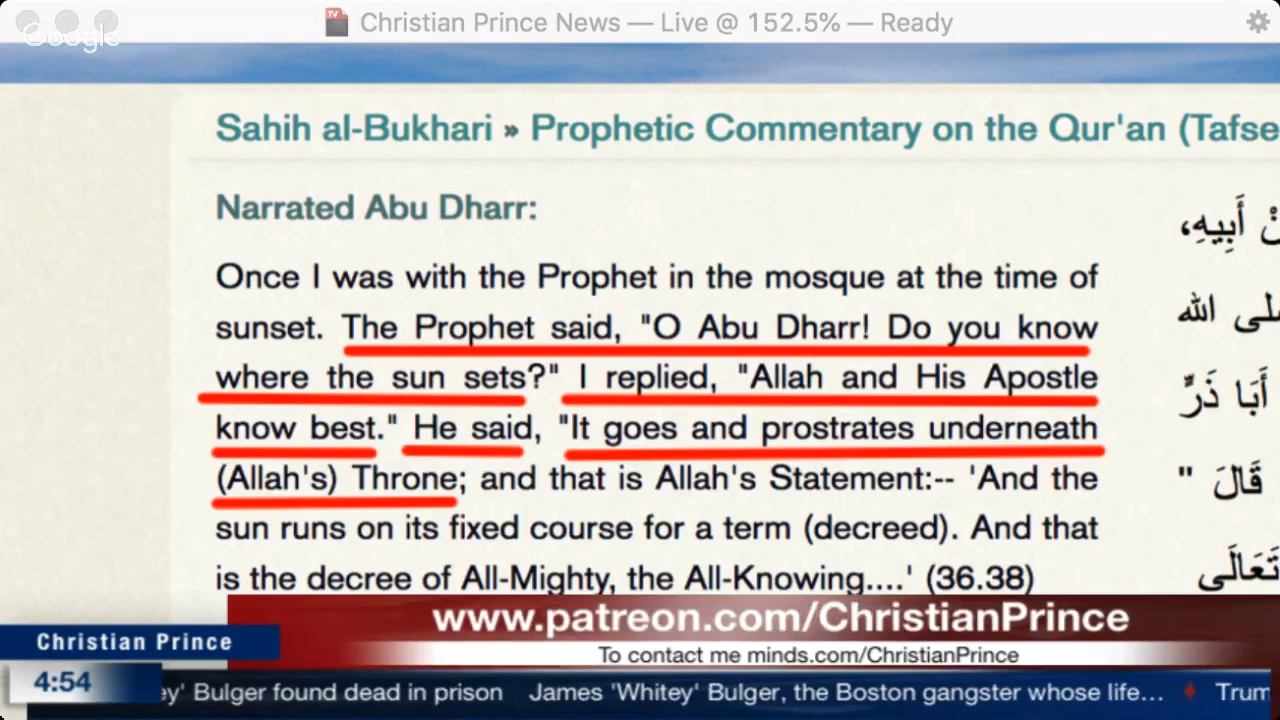 Christian Prince News — Live @ 152.5% — Ready
Google
Sahih al-Bukhari » Prophetic Commentary on the Qur'an (Tafse
Narrated Abu Dharr:
Once I was with the Prophet in the mosque at the time of
sunset. The Prophet said, "O Abu Dharr! Do you know
where the sun sets?" I replied, "Allah and His Apostle
know best." He said, "It goes and prostrates underneath
(Allah's) Throne; and that is Allah's Statement:-- 'And the
sun runs on its fixed course for a term (decreed). And that
is the decree of All-Mighty, the All-Knowing....' (36.38)
نْ أَبِيهِ،
لى الله
أَبَا ذَرٍّ
قَالَ "
تَعَالَى
www.patreon.com/ChristianPrince
Christian Prince
To contact me minds.com/ChristianPrince
4:54
ey' Bulger found dead in prison James 'Whitey' Bulger, the Boston gangster whose life... Trum